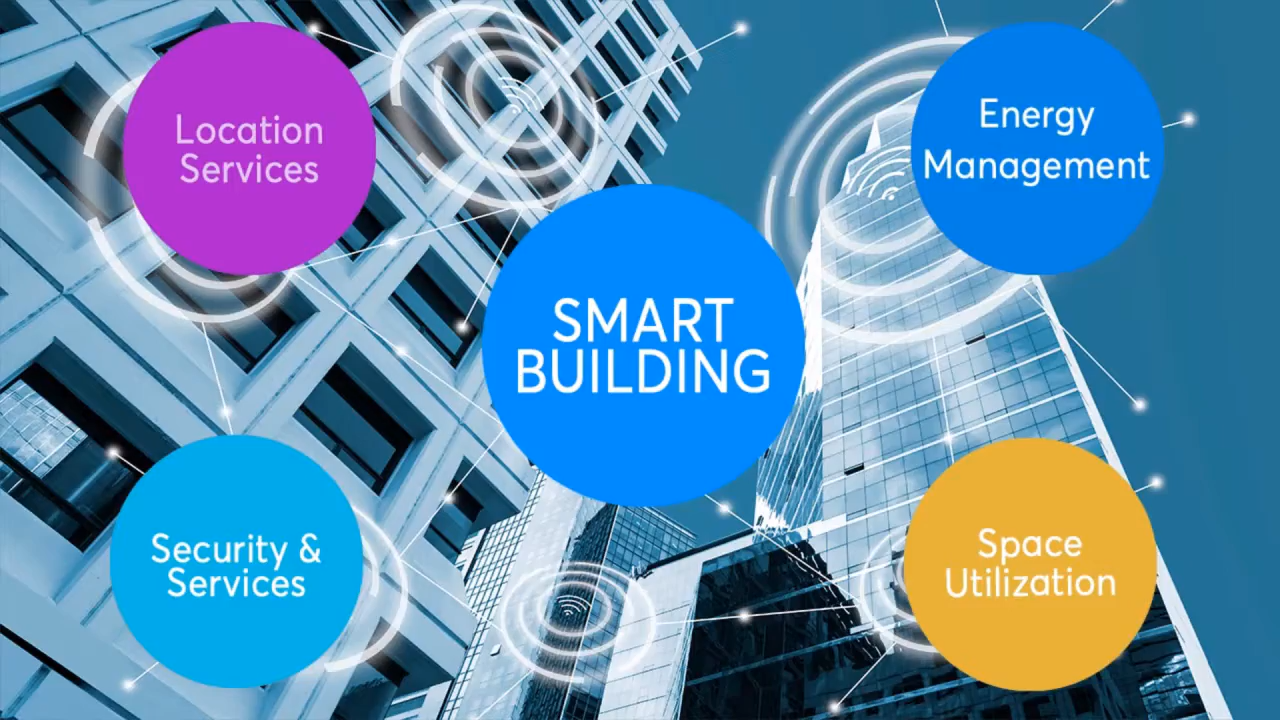 Location
Services
Energy
Management
SMART
BUILDING
Security &
Services
Space
Utilization